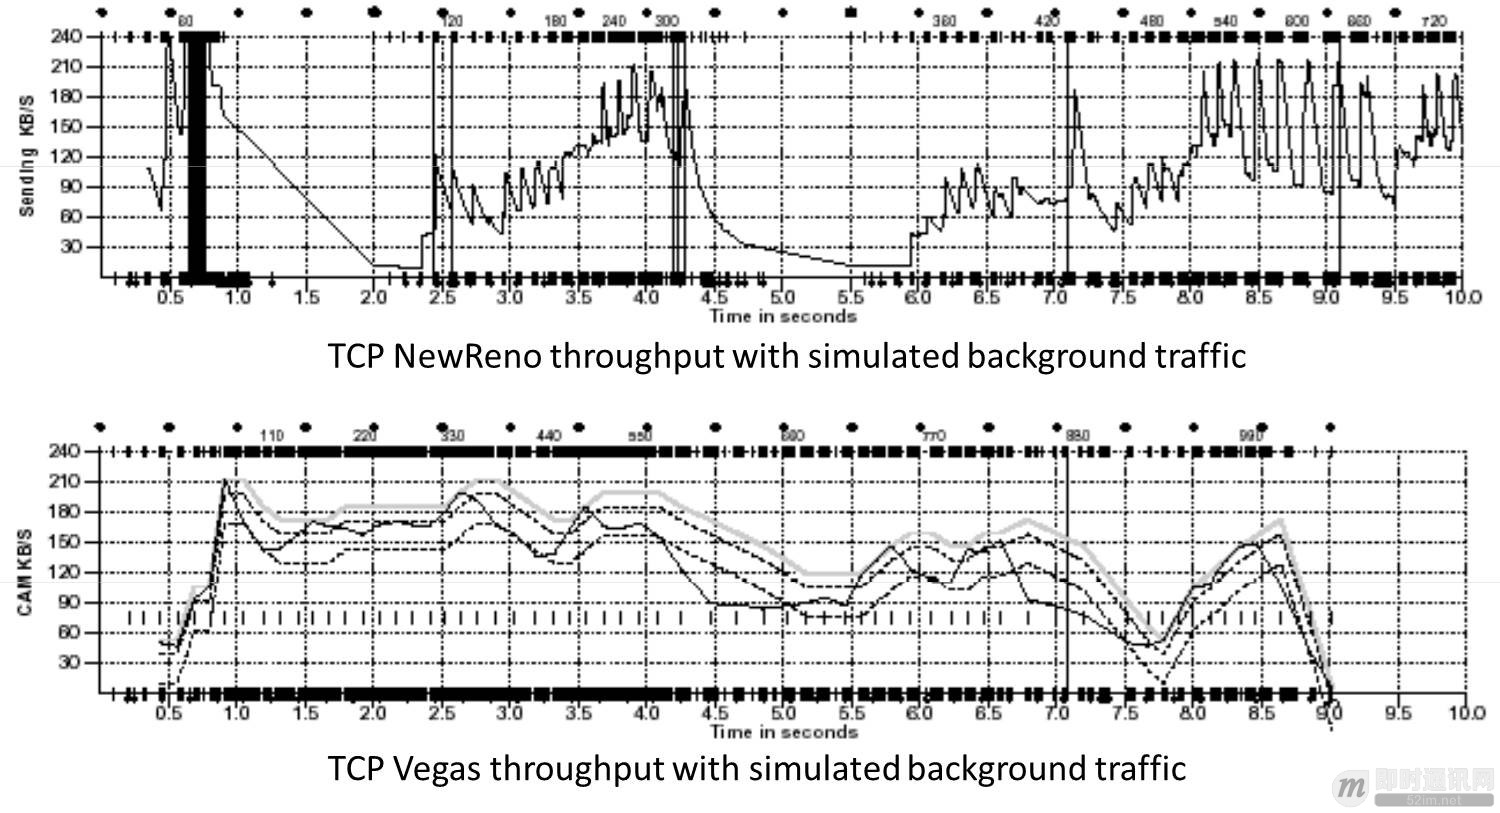 60 120 180 240 300 360 420 480 540 600 660 720
240
210
180
150
120
90
60
30
Sending KB/S
0.5 1.0 1.5 2.0 2.5 3.0 3.5 4.0 4.5 5.0 5.5 6.0 6.5 7.0 7.5 8.0 8.5 9.0 9.5 10.0
Time in seconds
TCP NewReno throughput with simulated background traffic
110 220 330 440 550 660 770 880 990
240
210
180
150
120
90
60
30
CAM KB/S
0.5 1.0 1.5 2.0 2.5 3.0 3.5 4.0 4.5 5.0 5.5 6.0 6.5 7.0 7.5 8.0 8.5 9.0 9.5 10.0
Time in seconds
TCP Vegas throughput with simulated background traffic
m 即时通讯网
52im.net